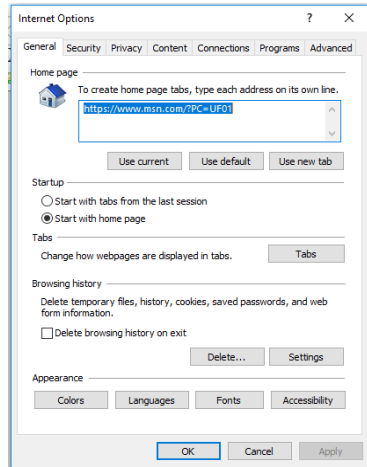 Internet Options ? X
General Security Privacy Content Connections Programs Advanced
Home page
To create home page tabs, type each address on its own line.
https://www.msn.com/?PC=UF01
Use current Use default Use new tab
Startup
Start with tabs from the last session
Start with home page
Tabs
Change how webpages are displayed in tabs. Tabs
Browsing history
Delete temporary files, history, cookies, saved passwords, and web
form information.
Delete browsing history on exit
Delete... Settings
Appearance
Colors Languages Fonts Accessibility
OK Cancel Apply